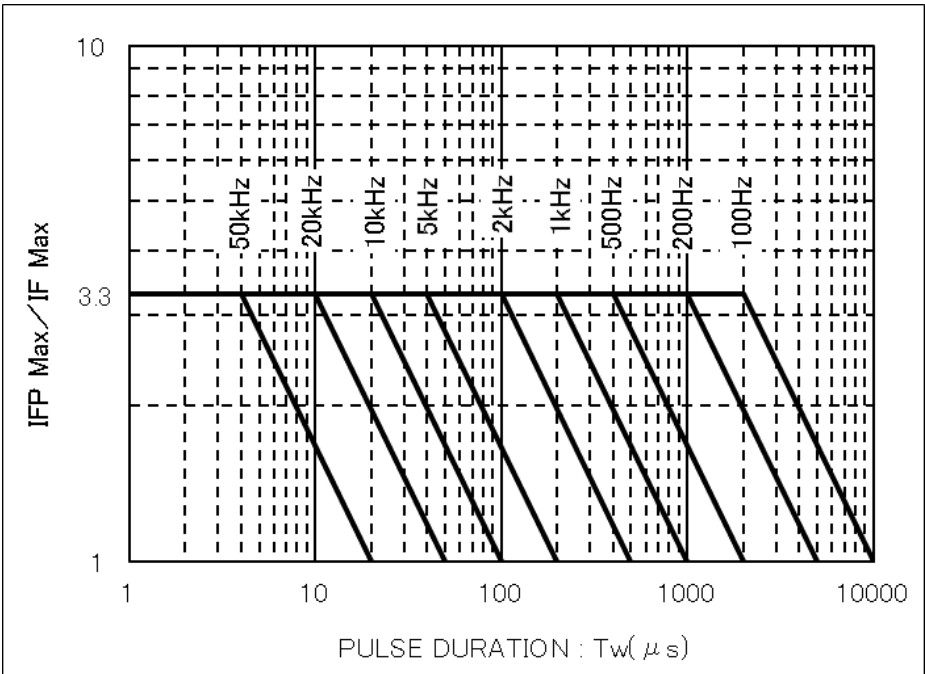 10
50kHz
20kHz
10kHz
5kHz
2kHz
1kHz
500Hz
200Hz
100Hz
IFP Max/IF Max
3.3
1
1
10
100
1000
10000
PULSE DURATION : Tw(μs)